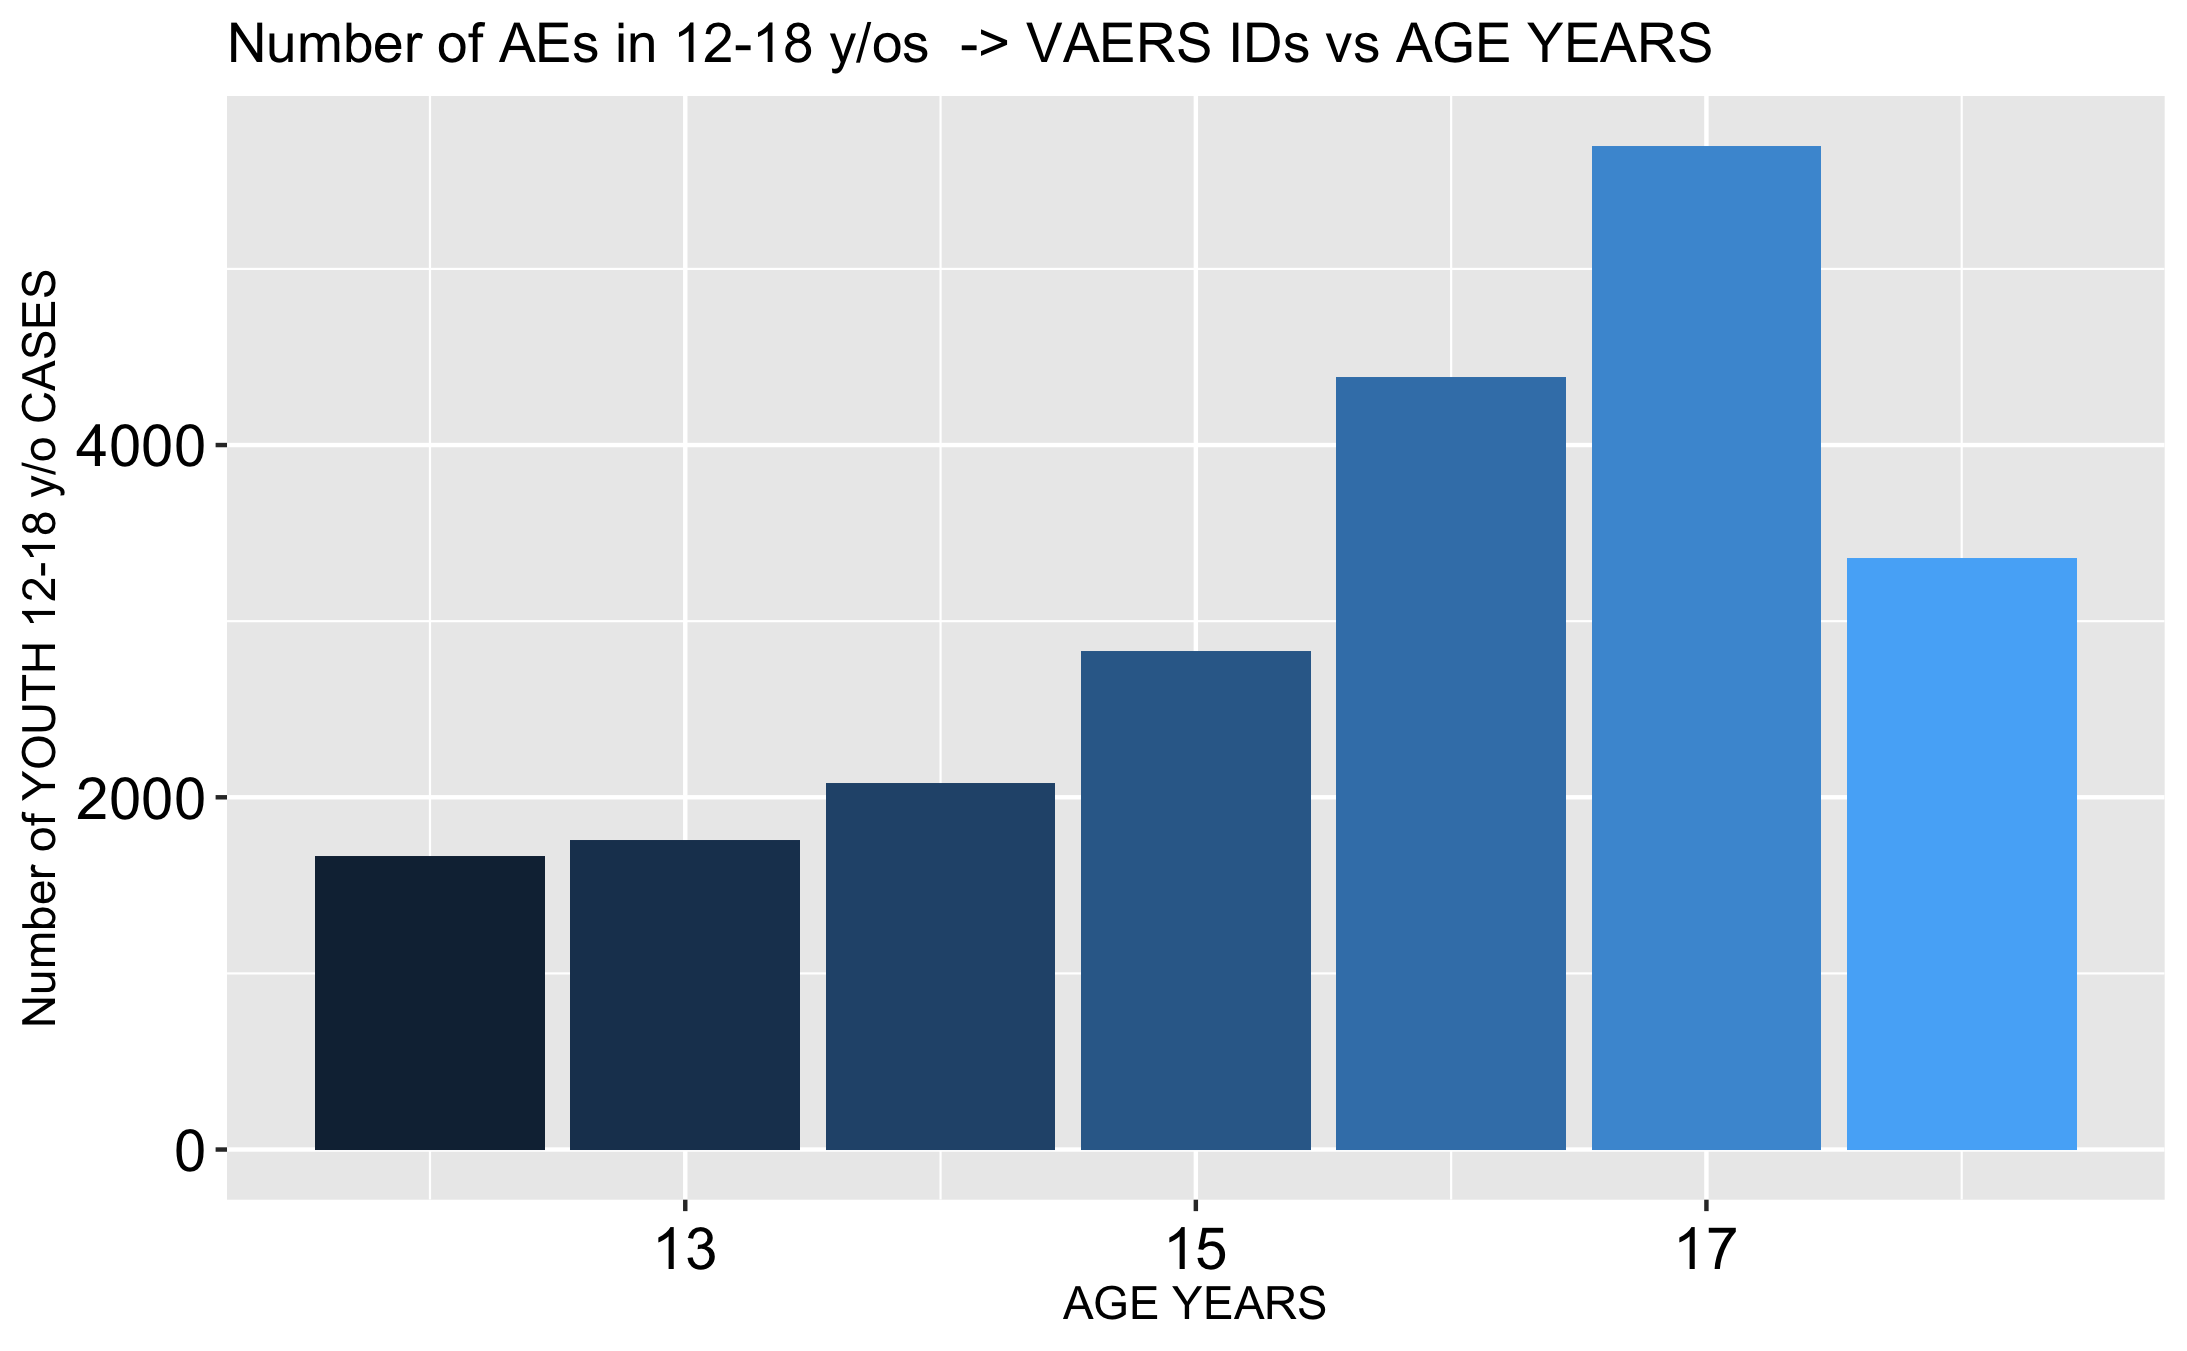 Number of AEs in 12-18 y/os  -> VAERS IDs vs AGE YEARS
Number of YOUTH 12-18 y/o CASES
4000
2000
0
13 15 17
AGE YEARS